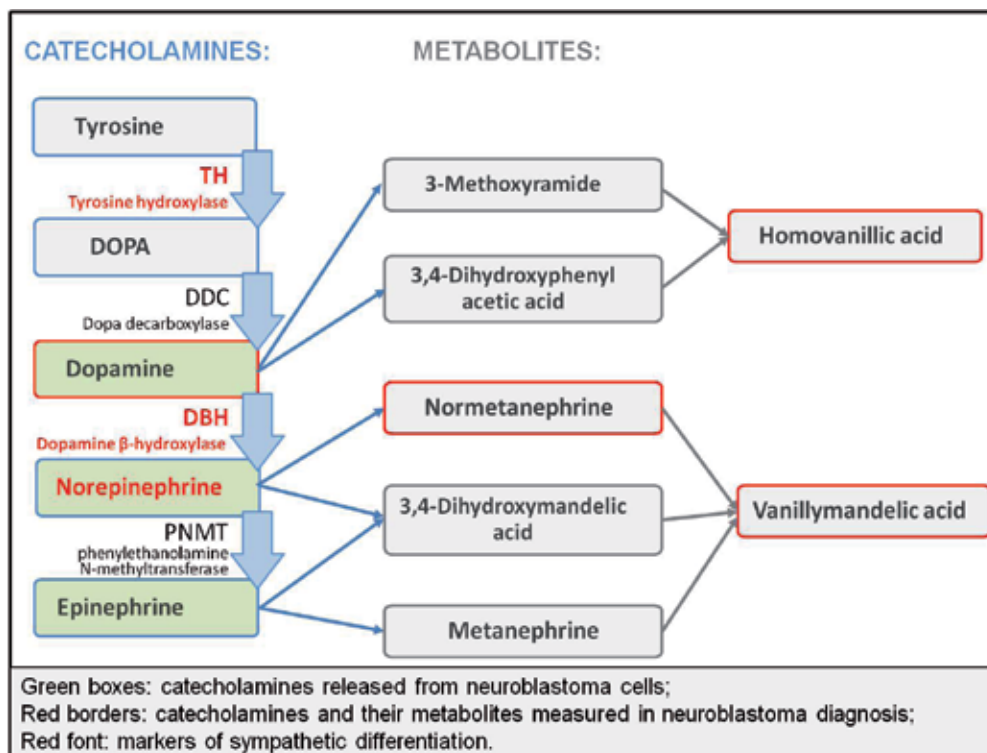 CATECHOLAMINES:
METABOLITES:
Tyrosine
TH
Tyrosine hydroxylase
DOPA
DDC
Dopa decarboxylase
Dopamine
DBH
Dopamine β-hydroxylase
Norepinephrine
PNMT
phenylethanolamine
N-methyltransferase
Epinephrine
3-Methoxyramide
3,4-Dihydroxyphenyl
acetic acid
Normetanephrine
3,4-Dihydroxymandelic
acid
Metanephrine
Homovanillic acid
Vanillymandelic acid
Green boxes: catecholamines released from neuroblastoma cells;
Red borders: catecholamines and their metabolites measured in neuroblastoma diagnosis;
Red font: markers of sympathetic differentiation.